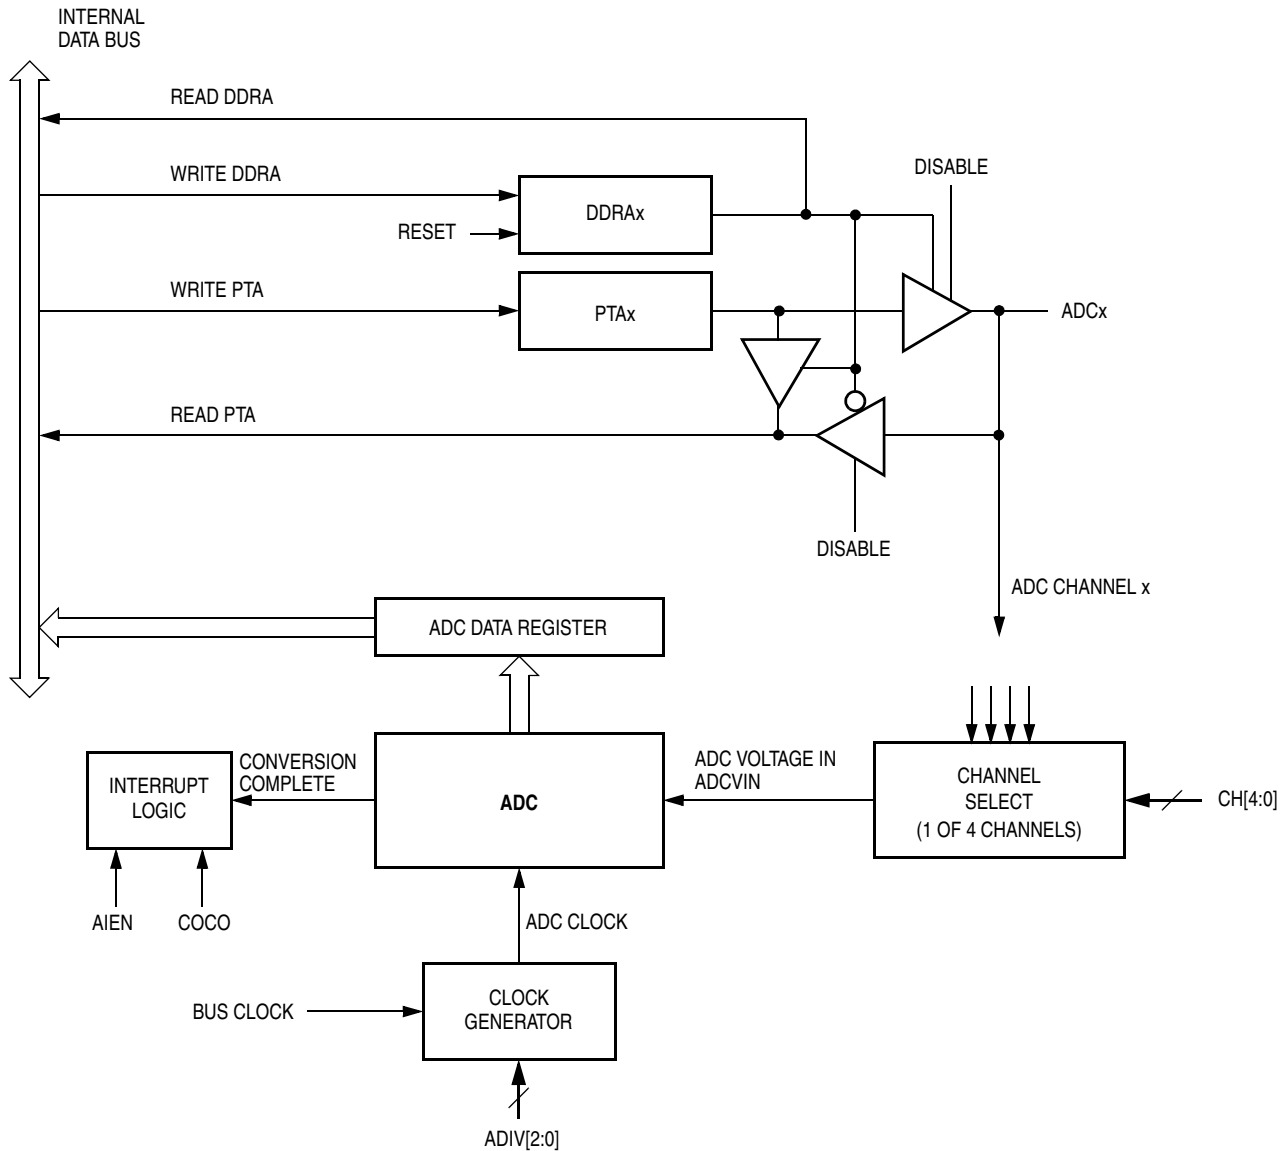 INTERNAL
DATA BUS
READ DDRA
WRITE DDRA
DISABLE
DDRAx
RESET
WRITE PTA
PTAx
ADCx
READ PTA
DISABLE
ADC CHANNEL x
ADC DATA REGISTER
INTERRUPT
LOGIC
CONVERSION
COMPLETE
ADC
ADC VOLTAGE IN
ADCVIN
CHANNEL
SELECT
(1 OF 4 CHANNELS)
CH[4:0]
AIEN
COCO
ADC CLOCK
BUS CLOCK
CLOCK
GENERATOR
ADIV[2:0]